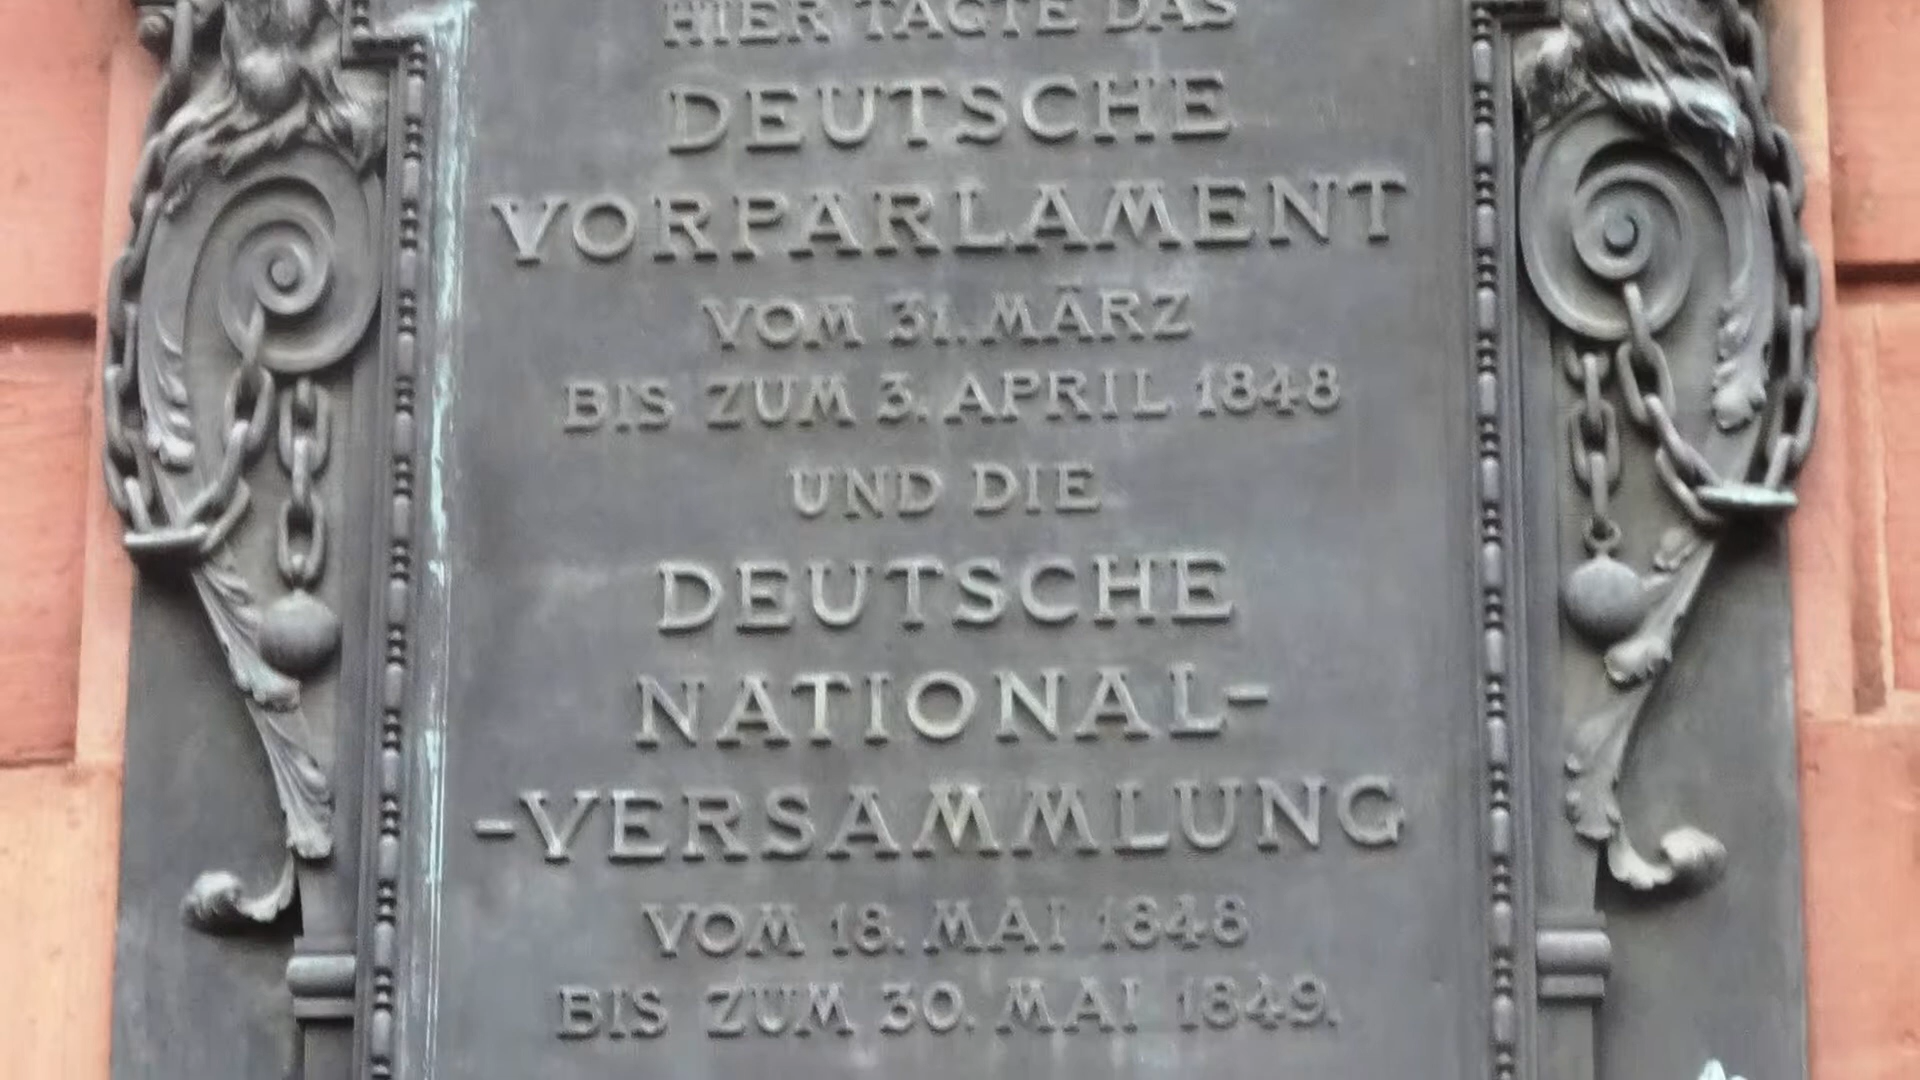 HIER TAGTE DAS
DEUTSCHE
VORPARLAMENT
VOM 31. MÄRZ
BIS ZUM 3. APRIL 1848
UND DIE
DEUTSCHE
NATIONAL-
-VERSAMMLUNG
VOM 18. MAI 1848
BIS ZUM 30. MAI 1849.